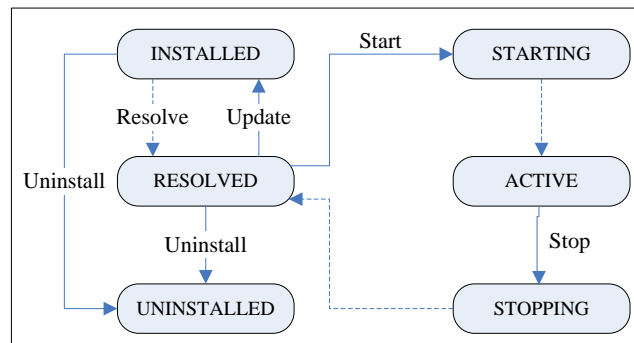 INSTALLED
Start
STARTING
Resolve
Update
Uninstall
RESOLVED
ACTIVE
Uninstall
Stop
UNINSTALLED
STOPPING